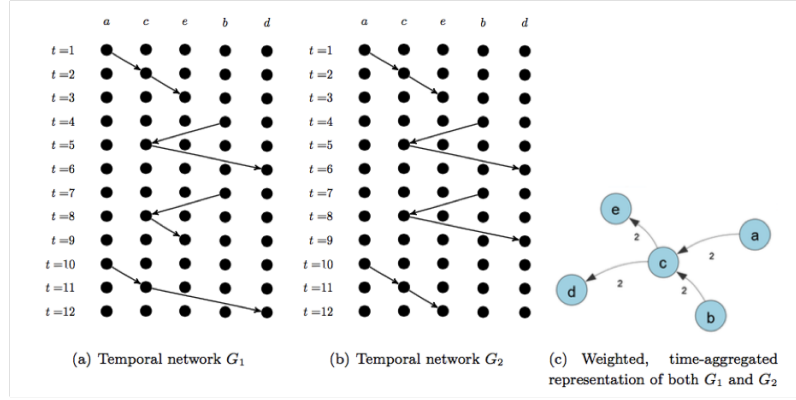 a c e b d a c e b d
t=1 t=1
t=2 t=2
t=3 t=3
t=4 t=4
t=5 t=5
t=6 t=6
t=7 t=7
t=8 t=8
t=9 t=9
t=10 t=10
t=11 t=11
t=12 t=12
e
a
2
2
c
d
2
2
b
(a) Temporal network G1 (b) Temporal network G2 (c) Weighted, time-aggregated
representation of both G1 and G2